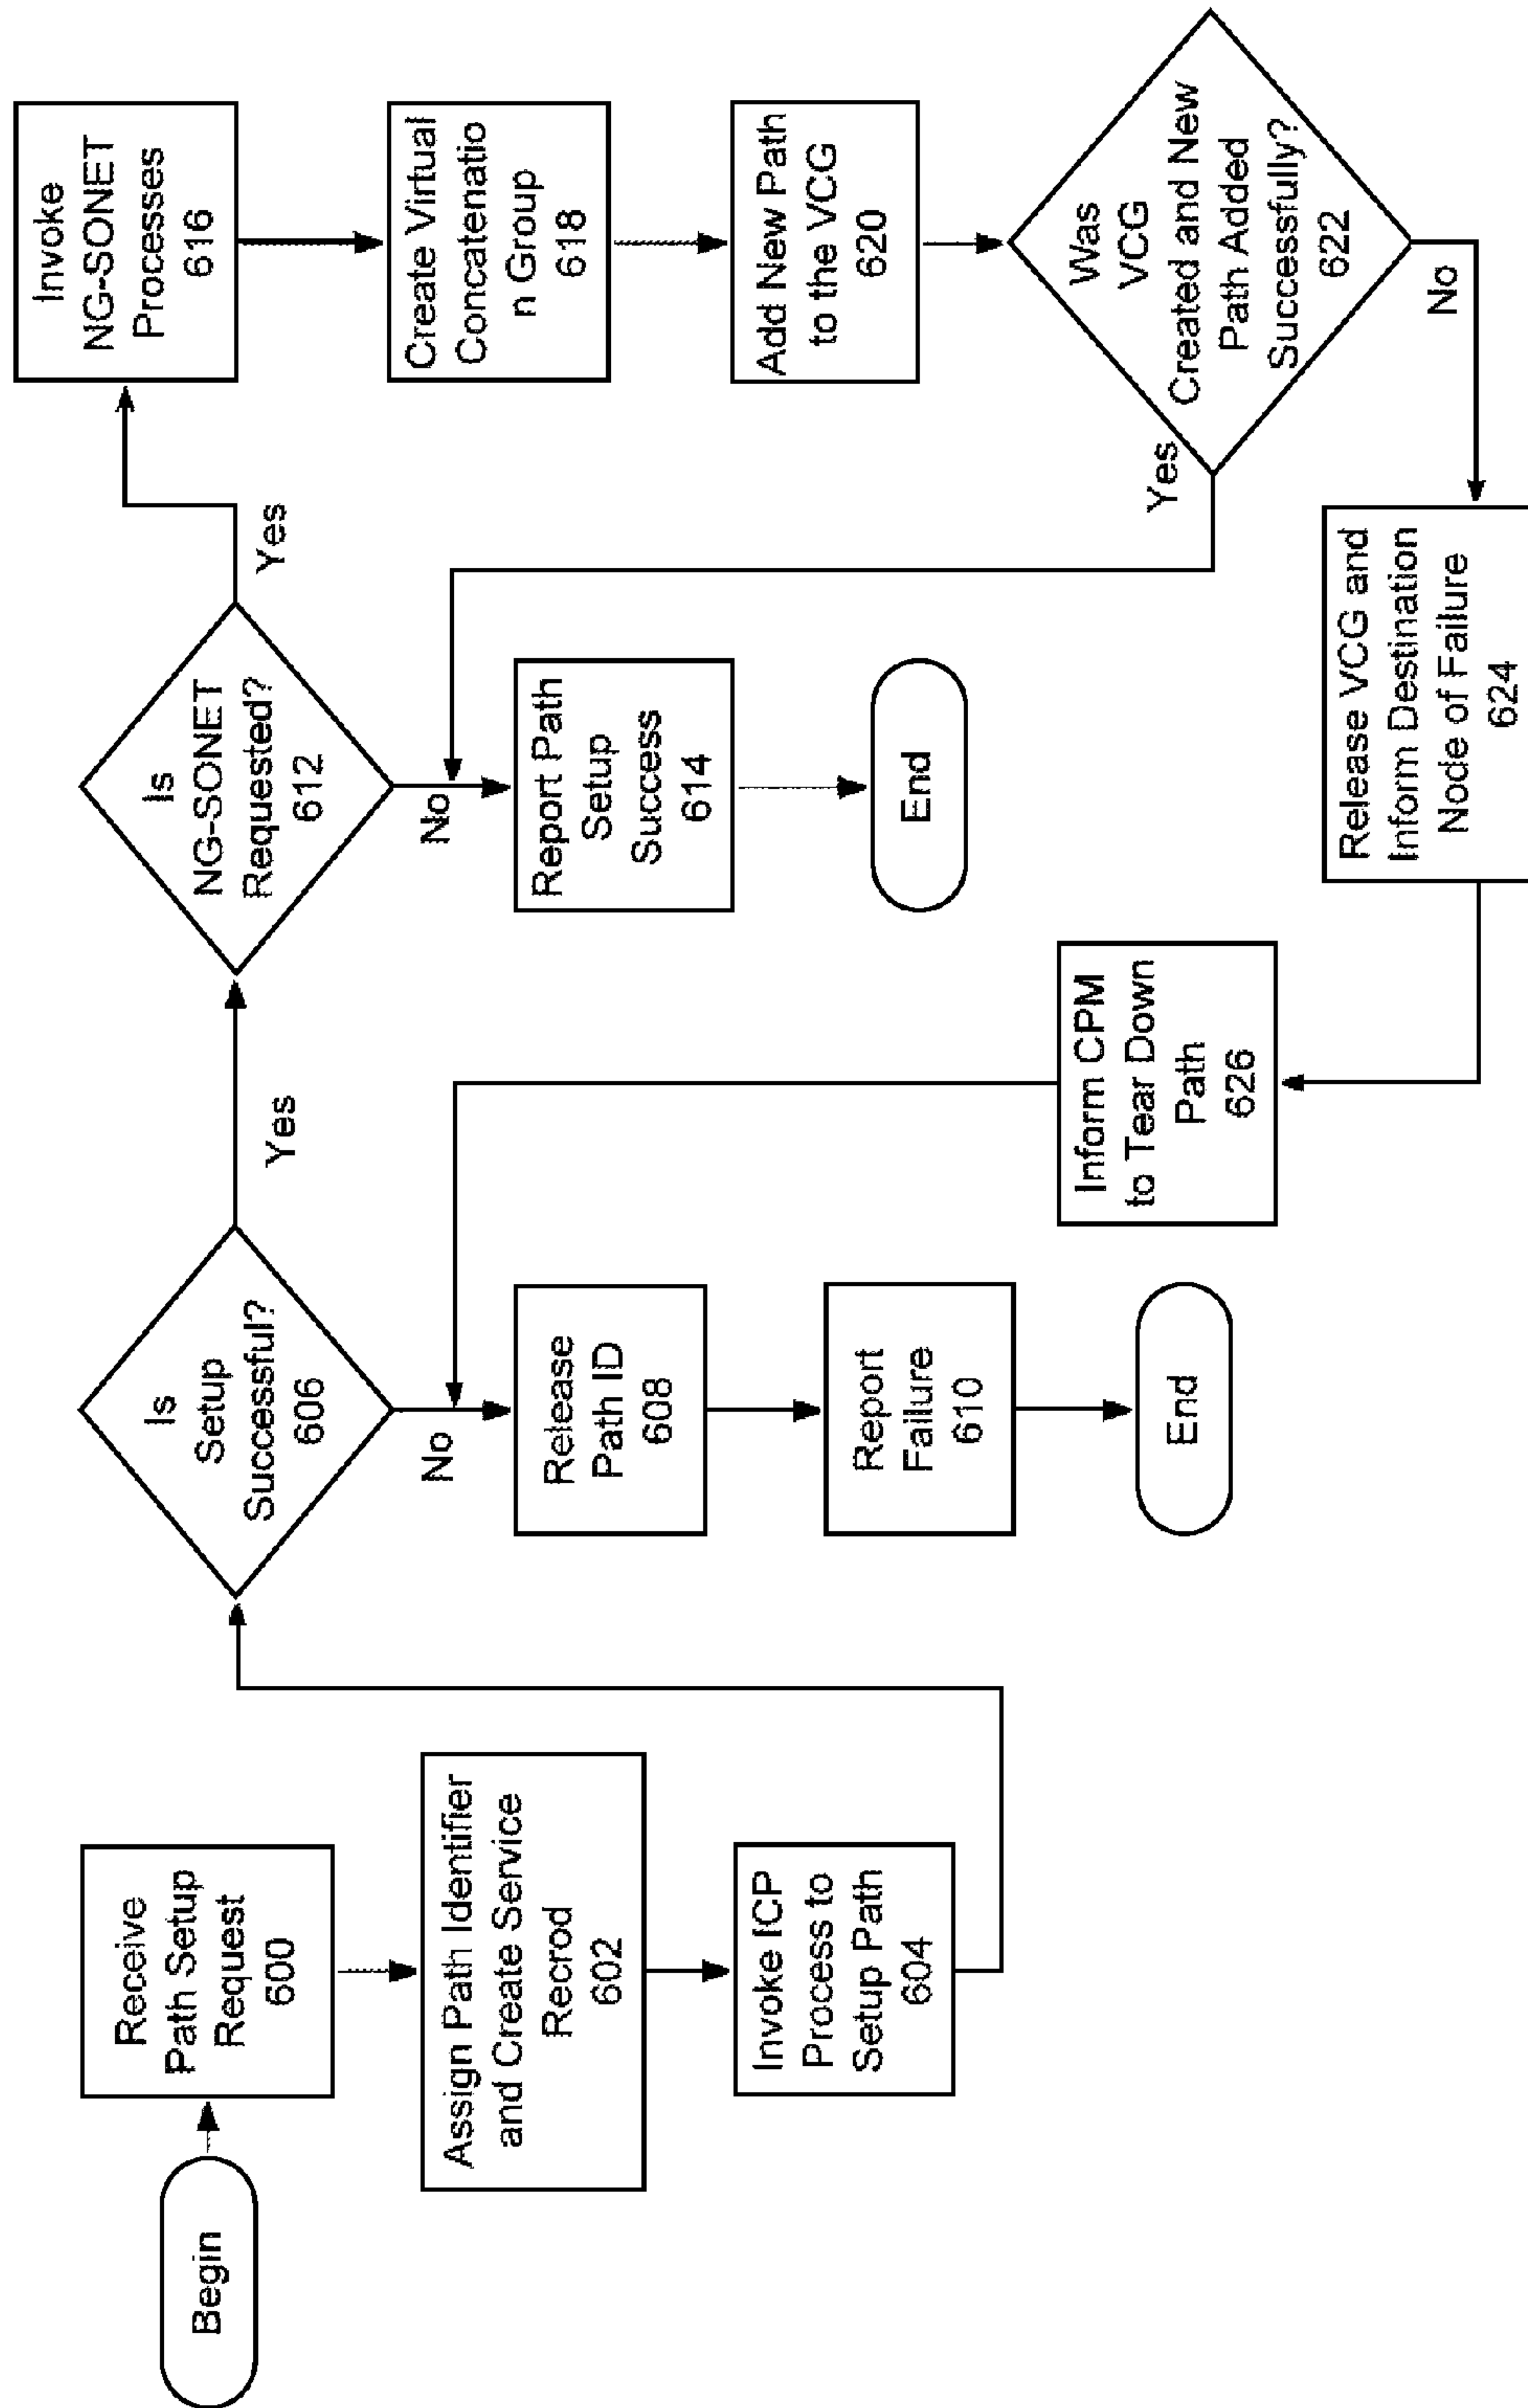 Begin
Receive
Path Setup
Request
600
Assign Path Identifier
and Create Service
Recrod
602
Invoke ICP
Process to
Setup Path
604
Is
Setup
Successful?
606
Yes
No
Release
Path ID
608
Report
Failure
610
End
Is
NG-SONET
Requested?
612
Yes
No
Report Path
Setup
Success
614
End
Invoke
NG-SONET
Processes
616
Create Virtual
Concatenatio
n Group
618
Add New Path
to the VCG
620
Was
VCG
Created and New
Path Added
Successfully?
622
Yes
No
Release VCG and
Inform Destination
Node of Failure
624
Inform CPM
to Tear Down
Path
626